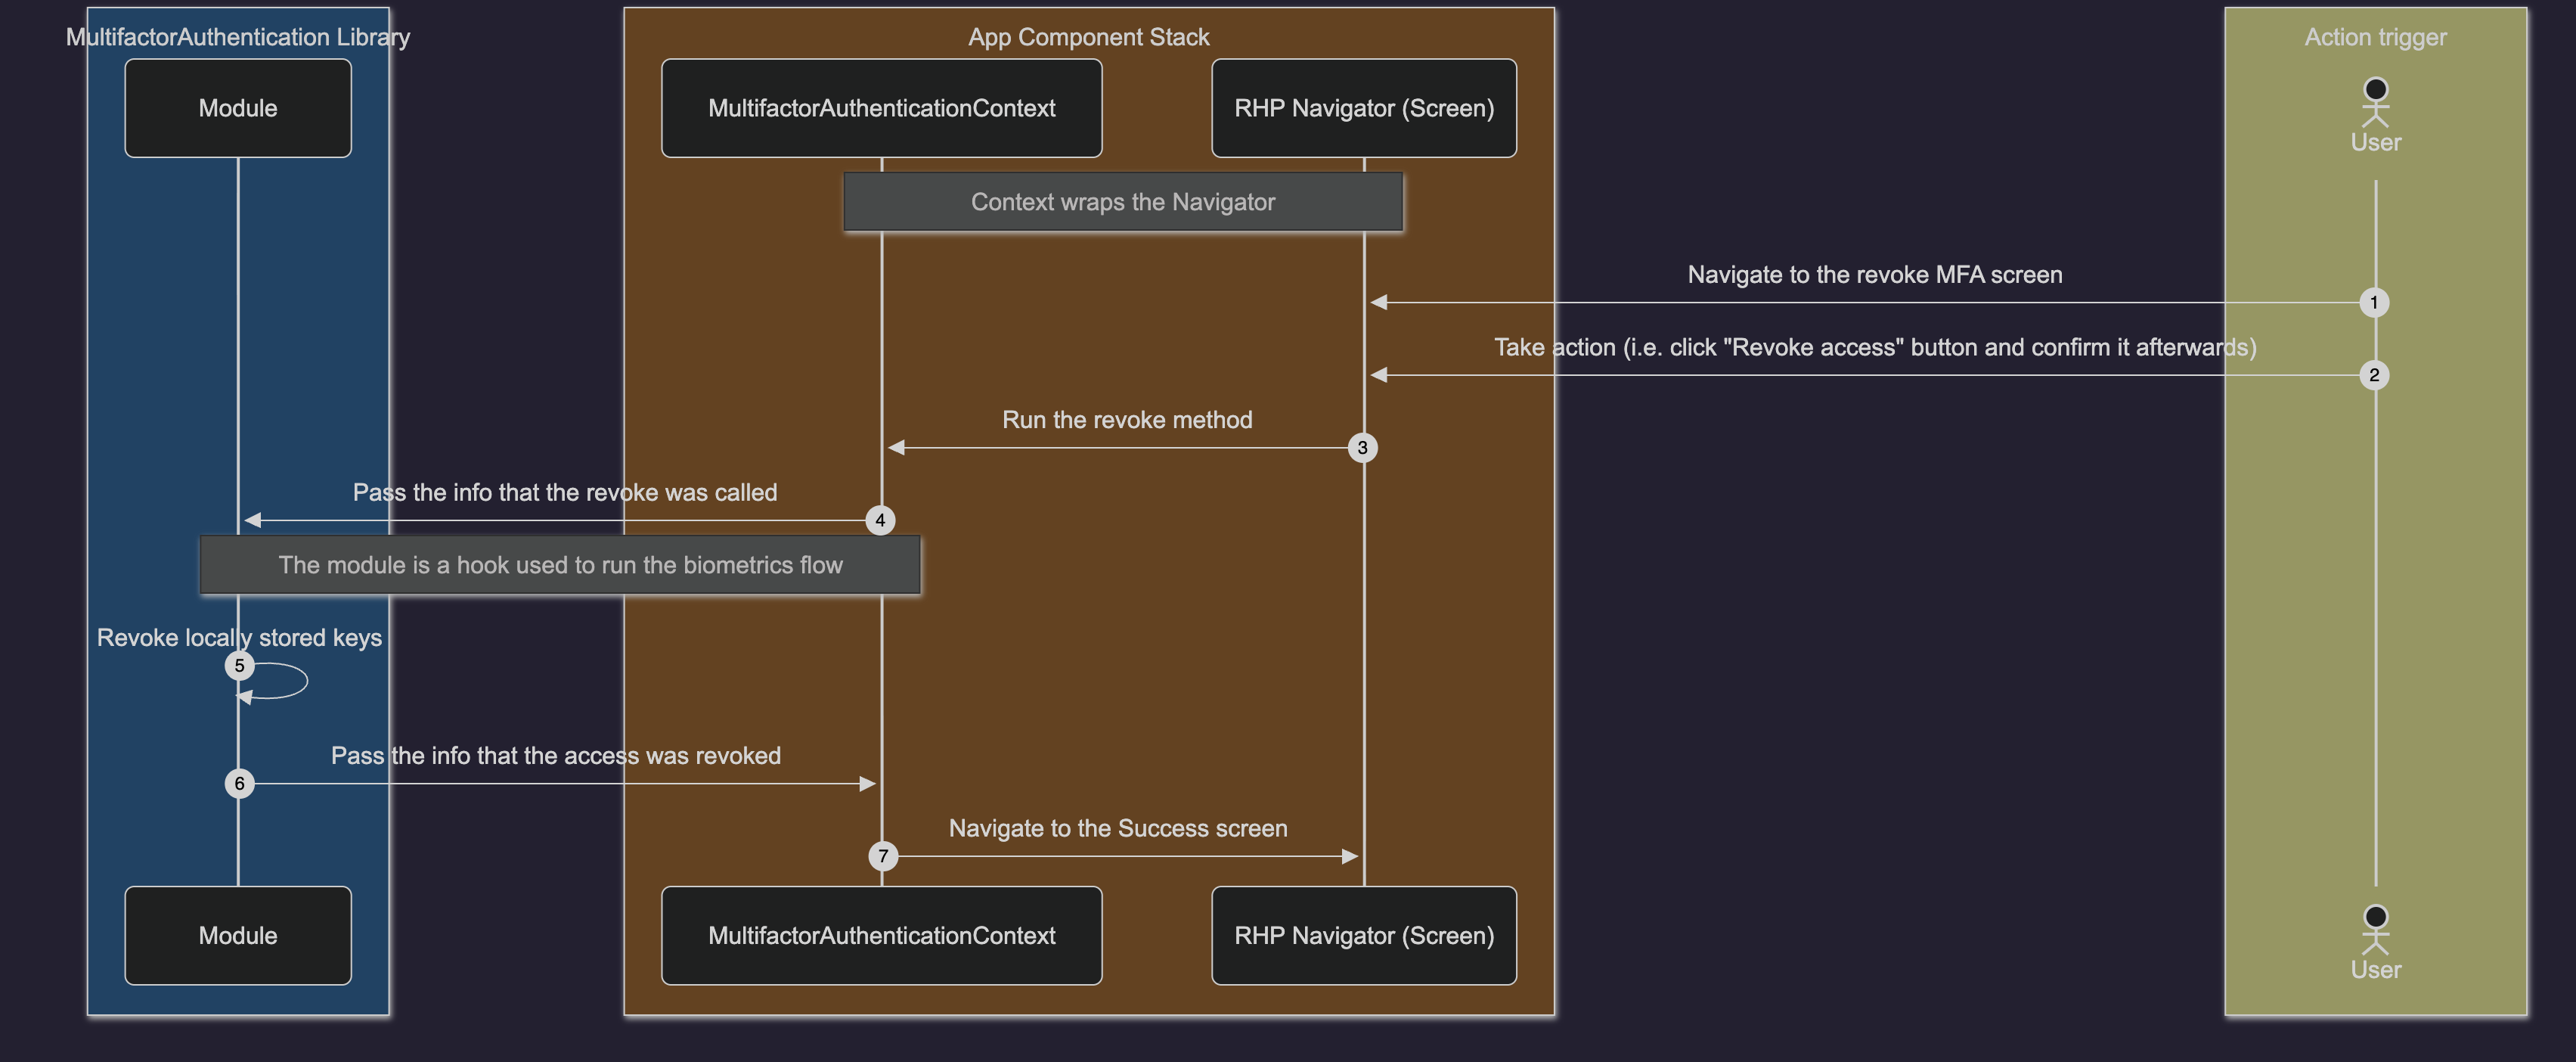 MultifactorAuthentication Library
App Component Stack
Action trigger
Module
MultifactorAuthenticationContext
RHP Navigator (Screen)
User
Context wraps the Navigator
Navigate to the revoke MFA screen
1
Take action (i.e. click "Revoke access" button and confirm it afterwards)
2
Run the revoke method
3
Pass the info that the revoke was called
4
The module is a hook used to run the biometrics flow
Revoke locally stored keys
5
Pass the info that the access was revoked
6
Navigate to the Success screen
7
Module
MultifactorAuthenticationContext
RHP Navigator (Screen)
User